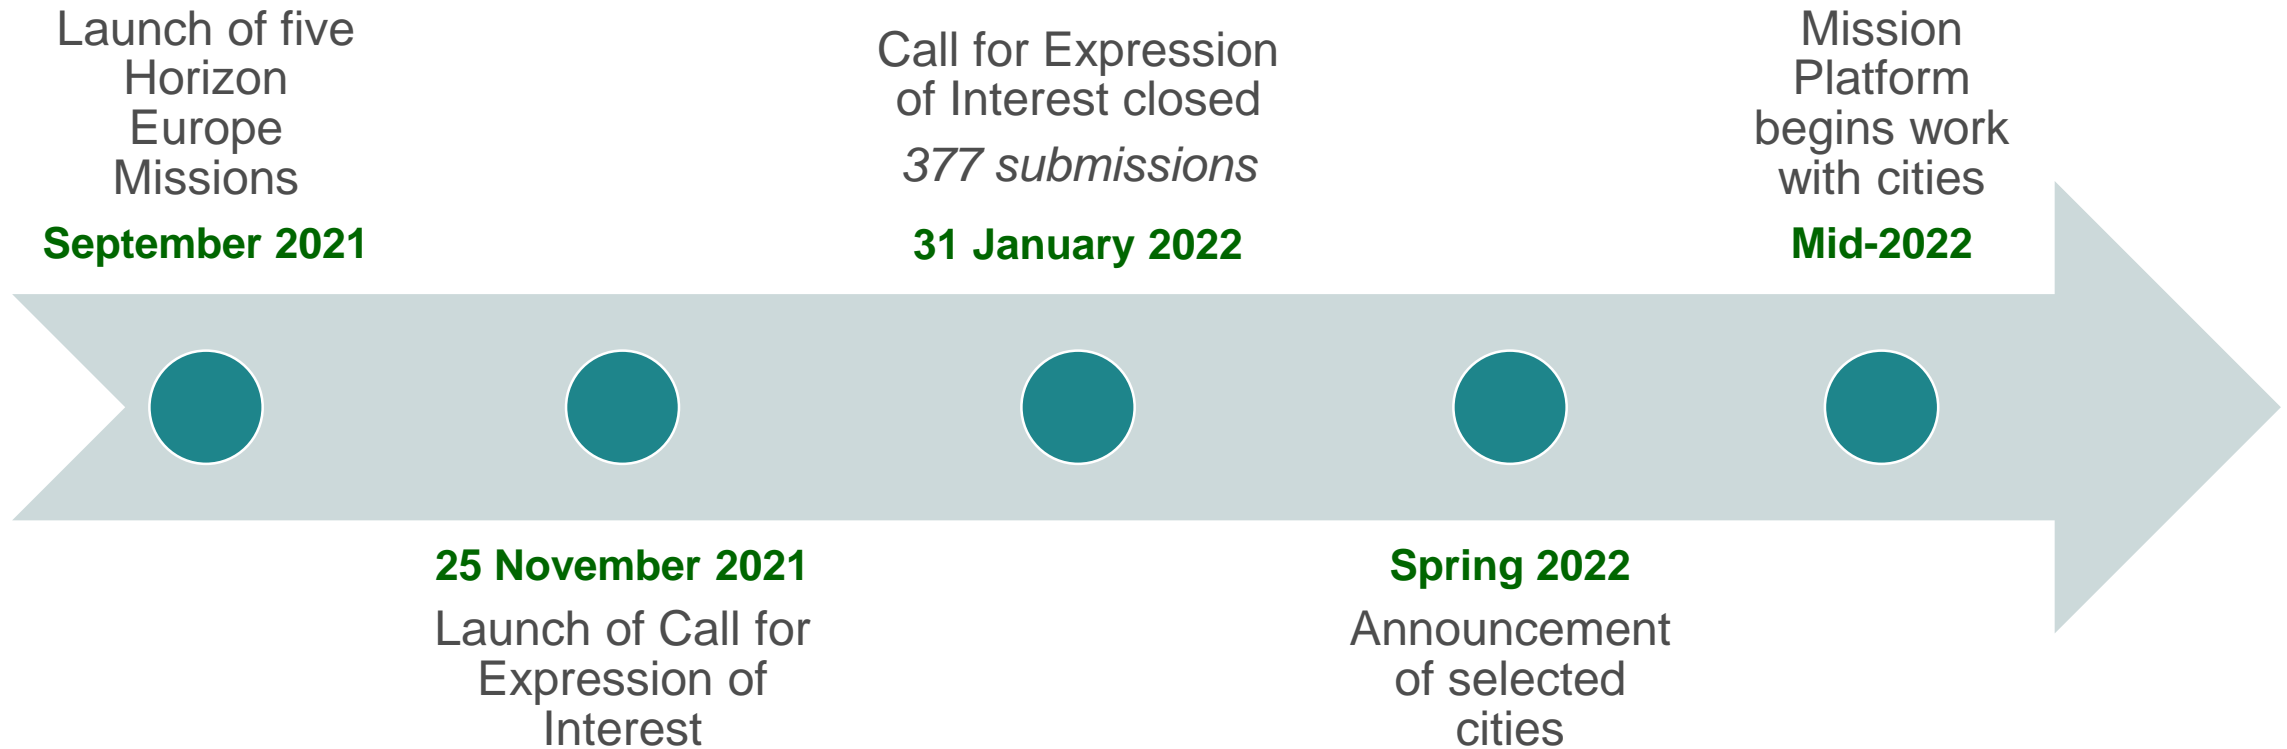 Launch of five
Horizon
Europe
Missions
September 2021
25 November 2021
Launch of Call for
Expression of
Interest
Call for Expression
of Interest closed
377 submissions
31 January 2022
Spring 2022
Announcement
of selected
cities
Mission
Platform
begins work
with cities
Mid-2022